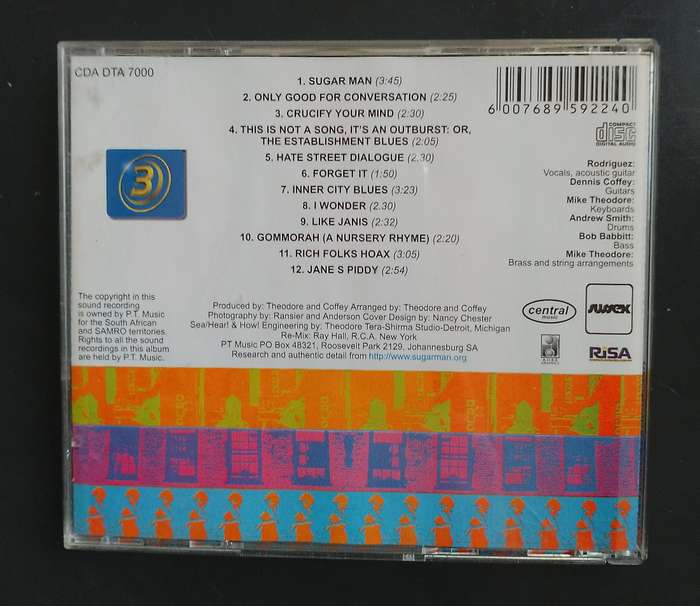 CDA DTA 7000
1. SUGAR MAN (3:45)
2. ONLY GOOD FOR CONVERSATION (2:25)
3. CRUCIFY YOUR MIND (2:30)
4. THIS IS NOT A SONG, IT'S AN OUTBURST: OR,
THE ESTABLISHMENT BLUES (2:05)
5. HATE STREET DIALOGUE (2.30)
6. FORGET IT (1:50)
7. INNER CITY BLUES (3:23)
8. I WONDER (2.30)
9. LIKE JANIS (2:32)
10. GOMMORAH (A NURSERY RHYME) (2:20)
11. RICH FOLKS HOAX (3:05)
12. JANE S PIDDY (2:54)
6 007689 592240
COMPACT
disc
DIGITAL AUDIO
3
Rodriguez:
Vocals, acoustic guitar
Dennis Coffey:
Guitars
Mike Theodore:
Keyboards
Andrew Smith:
Drums
Bob Babbitt:
Bass
Mike Theodore:
Brass and string arrangements
The copyright in this
sound recording
is owned by P.T. Music
for the South African
and SAMRO territories.
Rights to all the sound
recordings in this album
are held by P.T. Music.
Produced by: Theodore and Coffey Arranged by: Theodore and Coffey
Photography by: Ransier and Anderson Cover Design by: Nancy Chester
Sea/Hear! & How! Engineering by: Theodore Tera-Shirma Studio-Detroit, Michigan
Re-Mix: Ray Hall, R.C.A. New York
PT Music PO Box 48321, Roosevelt Park 2129, Johannesburg SA
Research and authentic detail from http://www.sugarman.org
central
music
SUSSEX
RiSA